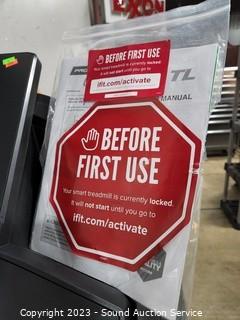 EXXON
BEFORE FIRST USE
Your smart treadmill is currently locked.
It will not start until you go to
ifit.com/activate
TL
MANUAL
BEFORE
FIRST USE
Your smart treadmill is currently locked.
It will not start until you go to
ifit.com/activate
Copyright 2023 - Sound Auction Service